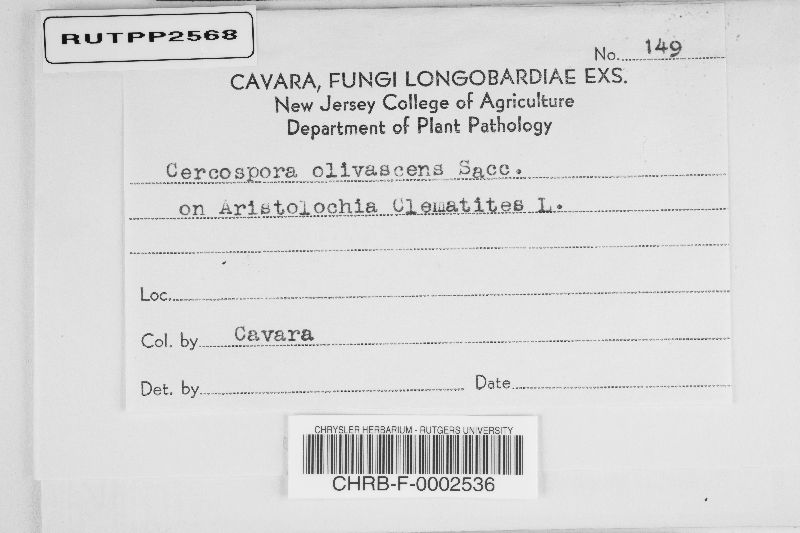 RUTPP2568
No. 149
CAVARA, FUNGI LONGOBARDIAE EXS.
New Jersey College of Agriculture
Department of Plant Pathology
Cercospora olivascens Sacc.
on Aristolochia Clematites L.
Loc.
Col. by Cavara
Det. by Date
CHRYSLER HERBARIUM - RUTGERS UNIVERSITY
CHRB-F-0002536